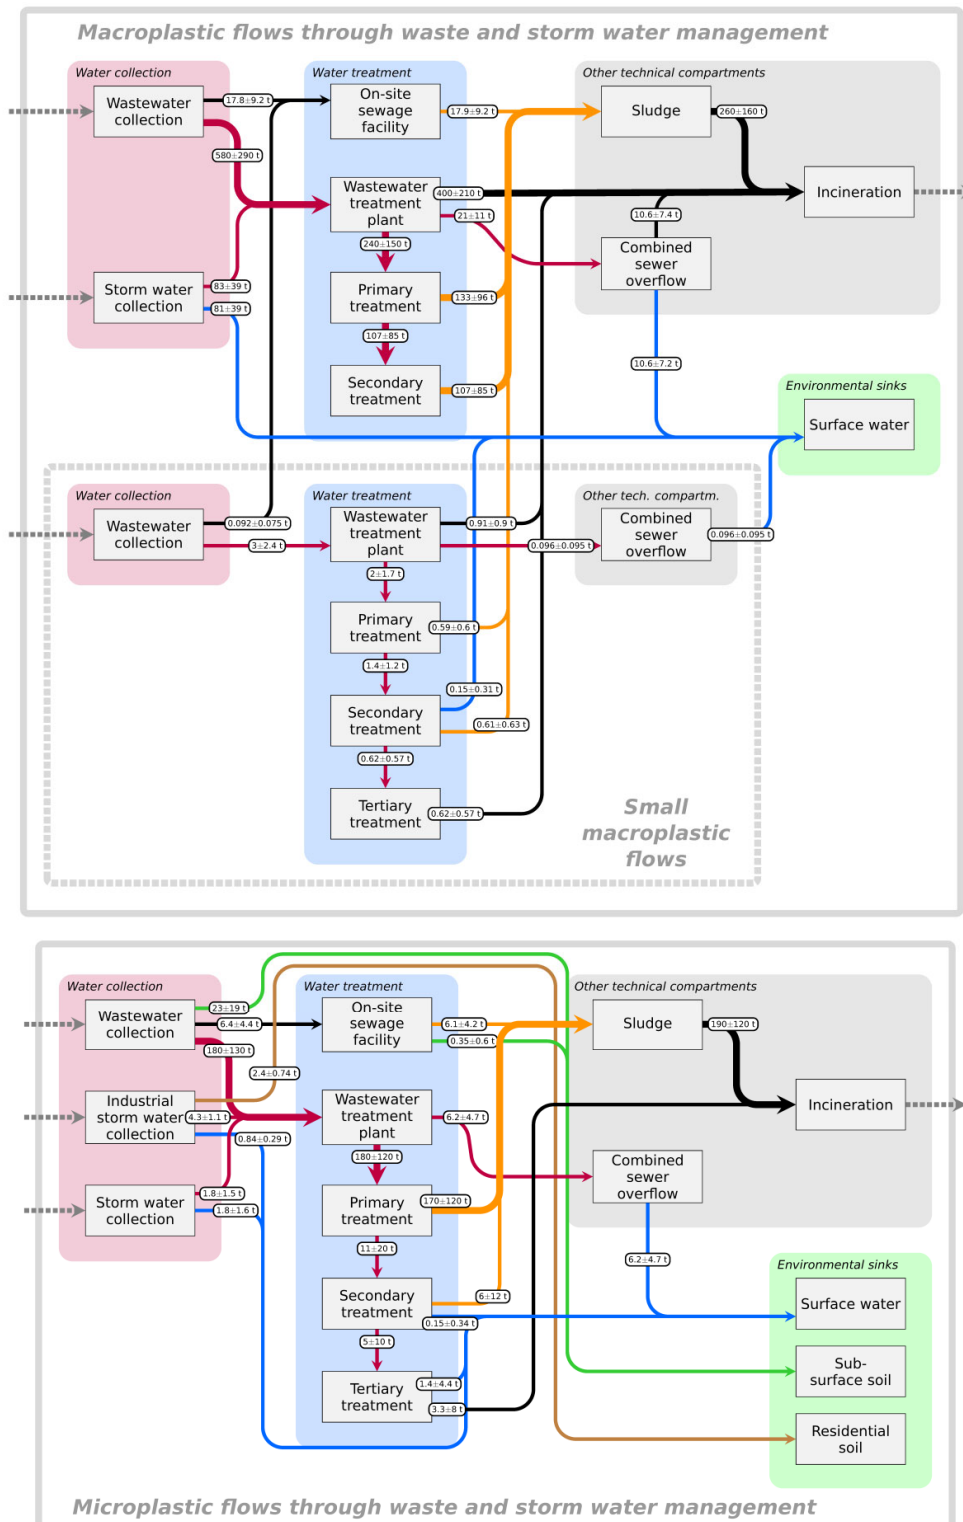 Macroplastic flows through waste and storm water management
Water collection
Water treatment
Other technical compartments
Wastewater
collection
17.8±9.2 t
On-site
sewage
facility
17.9±9.2 t
Sludge
260±160 t
580±290 t
Wastewater
treatment
plant
400±210 t
21±11 t
10.6±7.4 t
Incineration
240±150 t
Combined
sewer
overflow
Storm water
collection
83±39 t
81±39 t
Primary
treatment
133±96 t
107±85 t
10.6±7.2 t
Secondary
treatment
107±85 t
Environmental sinks
Surface water
Water collection
Water treatment
Other tech. compartm.
Wastewater
collection
0.092±0.075 t
3±2.4 t
Wastewater
treatment
plant
0.91±0.9 t
0.096±0.095 t
Combined
sewer
overflow
0.096±0.095 t
2±1.7 t
Primary
treatment
0.59±0.6 t
1.4±1.2 t
0.15±0.31 t
Secondary
treatment
0.61±0.63 t
0.62±0.57 t
Tertiary
treatment
0.62±0.57 t
Small
macroplastic
flows
Water collection
Water treatment
Other technical compartments
Wastewater
collection
23±19 t
6.4±4.4 t
180±130 t
On-site
sewage
facility
6.1±4.2 t
0.35±0.6 t
Sludge
190±120 t
2.4±0.74 t
Industrial
storm water
collection
4.3±1.1 t
0.84±0.29 t
Wastewater
treatment
plant
6.2±4.7 t
Incineration
180±120 t
Combined
sewer
overflow
Storm water
collection
1.8±1.5 t
1.8±1.6 t
Primary
treatment
170±120 t
11±20 t
6.2±4.7 t
Environmental sinks
Secondary
treatment
6±12 t
0.15±0.34 t
Surface water
5±10 t
Tertiary
treatment
1.4±4.4 t
3.3±8 t
Sub-
surface soil
Residential
soil
Microplastic flows through waste and storm water management